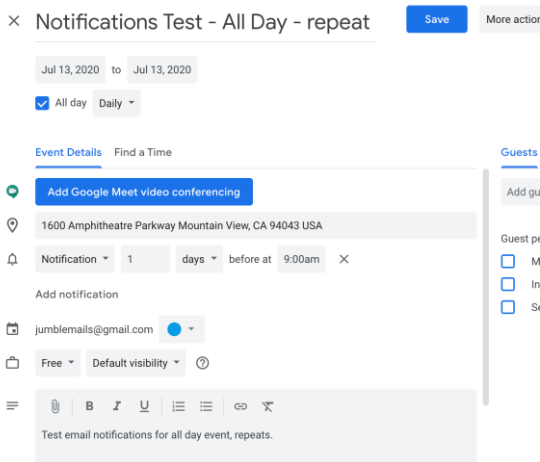 Notifications Test - All Day - repeat
Save
More action
Jul 13, 2020 to Jul 13, 2020
All day Daily
Event Details Find a Time
Guests
Add Google Meet video conferencing
Add gu
1600 Amphitheatre Parkway Mountain View, CA 94043 USA
Guest pe
Notification 1 days before at 9:00am
M
In
Se
Add notification
jumblemails@gmail.com
Free Default visibility
B I U
Test email notifications for all day event, repeats.